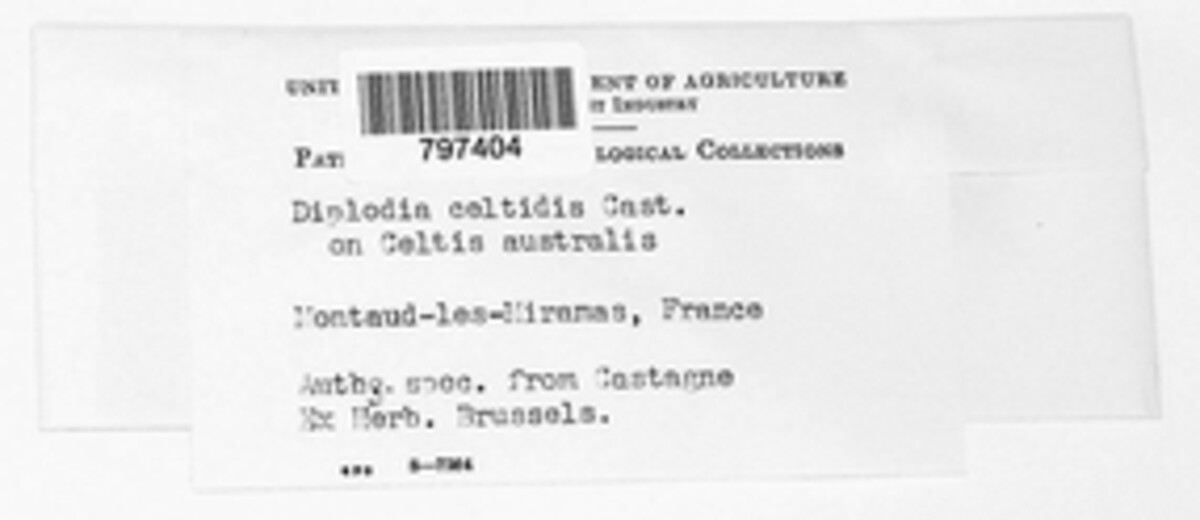 UNIT ENT OF AGRICULTURE
PAT LOGICAL COLLECTIONS
797404
Diplodia celtidis Cast.
on Celtis australis
Montaud-les-Miramas, France
Authg. spec. from Castagne
Ex Herb. Brussels.